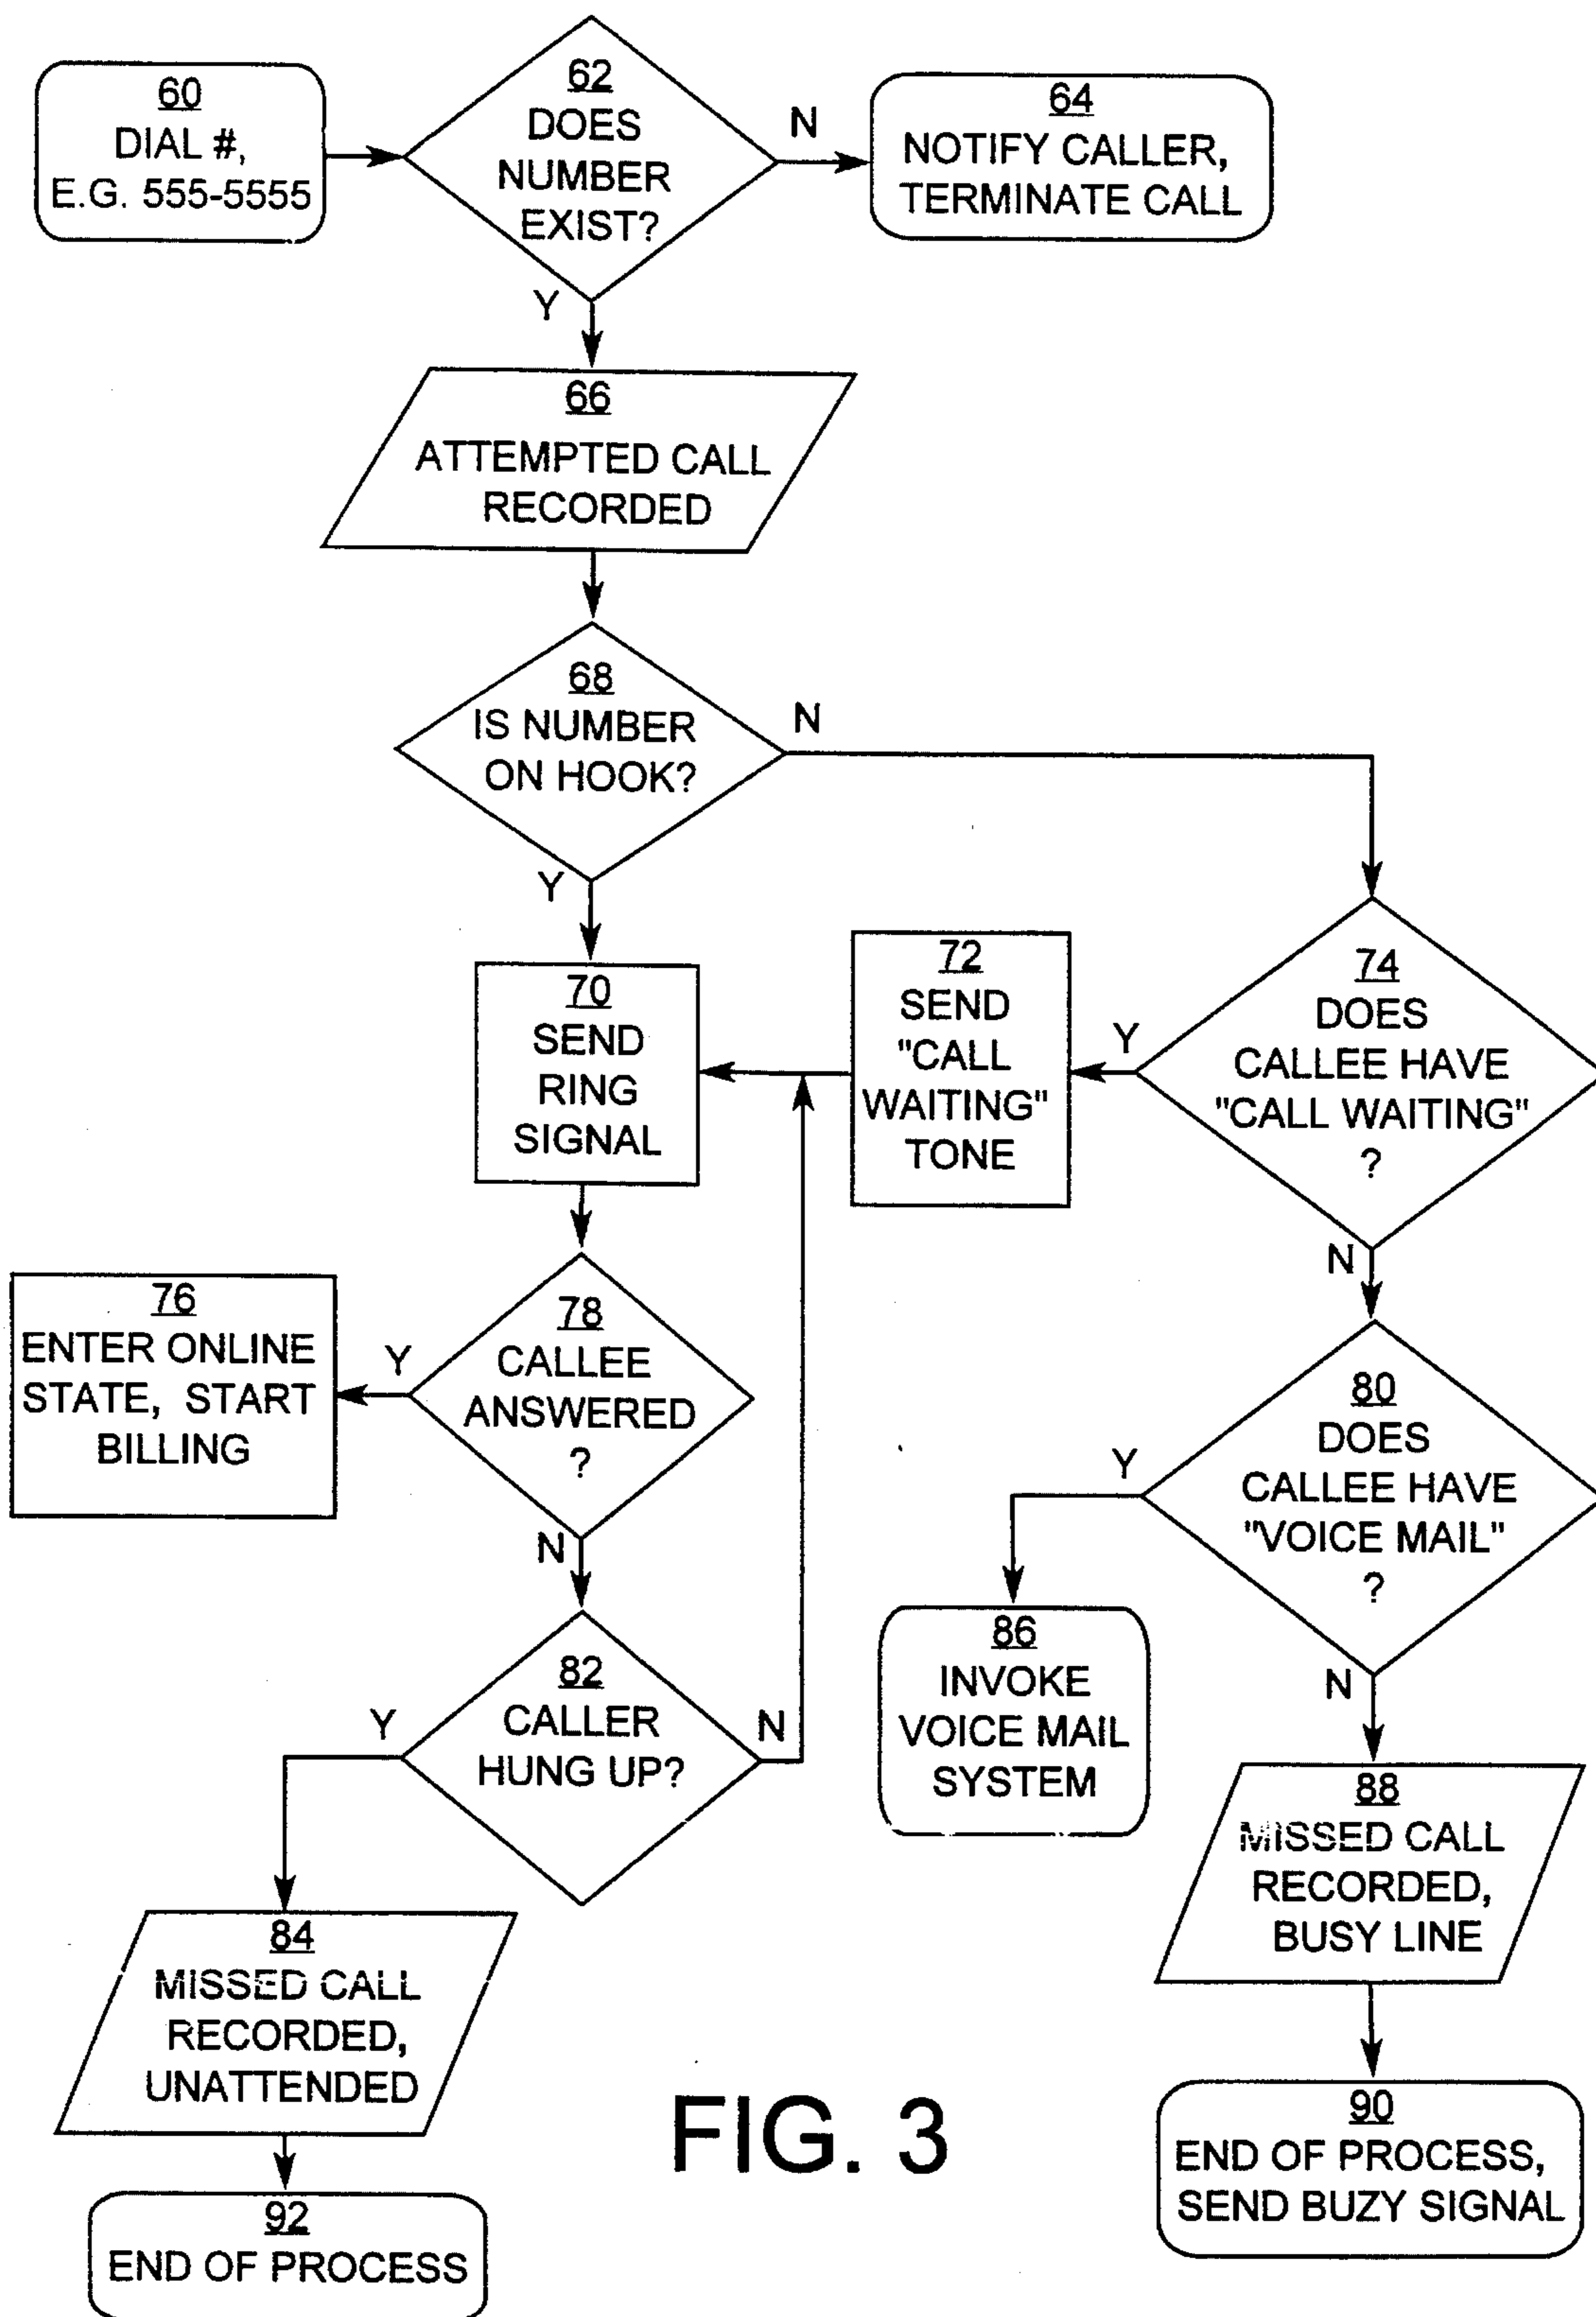 60
DIAL #,
E.G. 555-5555
62
DOES
NUMBER
EXIST?
N
64
NOTIFY CALLER,
TERMINATE CALL
Y
66
ATTEMPTED CALL
RECORDED
68
IS NUMBER
ON HOOK?
N
Y
70
SEND
RING
SIGNAL
72
SEND
"CALL
WAITING"
TONE
Y
74
DOES
CALLEE HAVE
"CALL WAITING"
?
N
76
ENTER ONLINE
STATE, START
BILLING
Y
78
CALLEE
ANSWERED
?
N
80
DOES
CALLEE HAVE
"VOICE MAIL"
?
Y
N
82
CALLER
HUNG UP?
Y
N
86
INVOKE
VOICE MAIL
SYSTEM
88
MISSED CALL
RECORDED,
BUSY LINE
84
MISSED CALL
RECORDED,
UNATTENDED
90
END OF PROCESS,
SEND BUZY SIGNAL
92
END OF PROCESS
FIG. 3